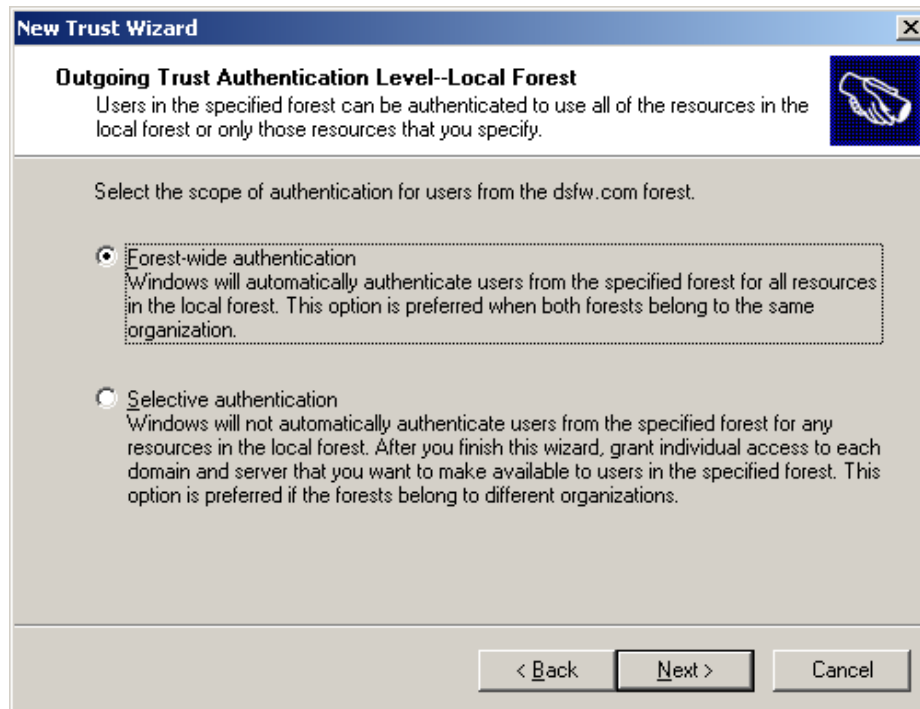 New Trust Wizard
Outgoing Trust Authentication Level--Local Forest
Users in the specified forest can be authenticated to use all of the resources in the
local forest or only those resources that you specify.
Select the scope of authentication for users from the dsfw.com forest.
Forest-wide authentication
Windows will automatically authenticate users from the specified forest for all resources
in the local forest. This option is preferred when both forests belong to the same
organization.
Selective authentication
Windows will not automatically authenticate users from the specified forest for any
resources in the local forest. After you finish this wizard, grant individual access to each
domain and server that you want to make available to users in the specified forest. This
option is preferred if the forests belong to different organizations.
< Back Next > Cancel